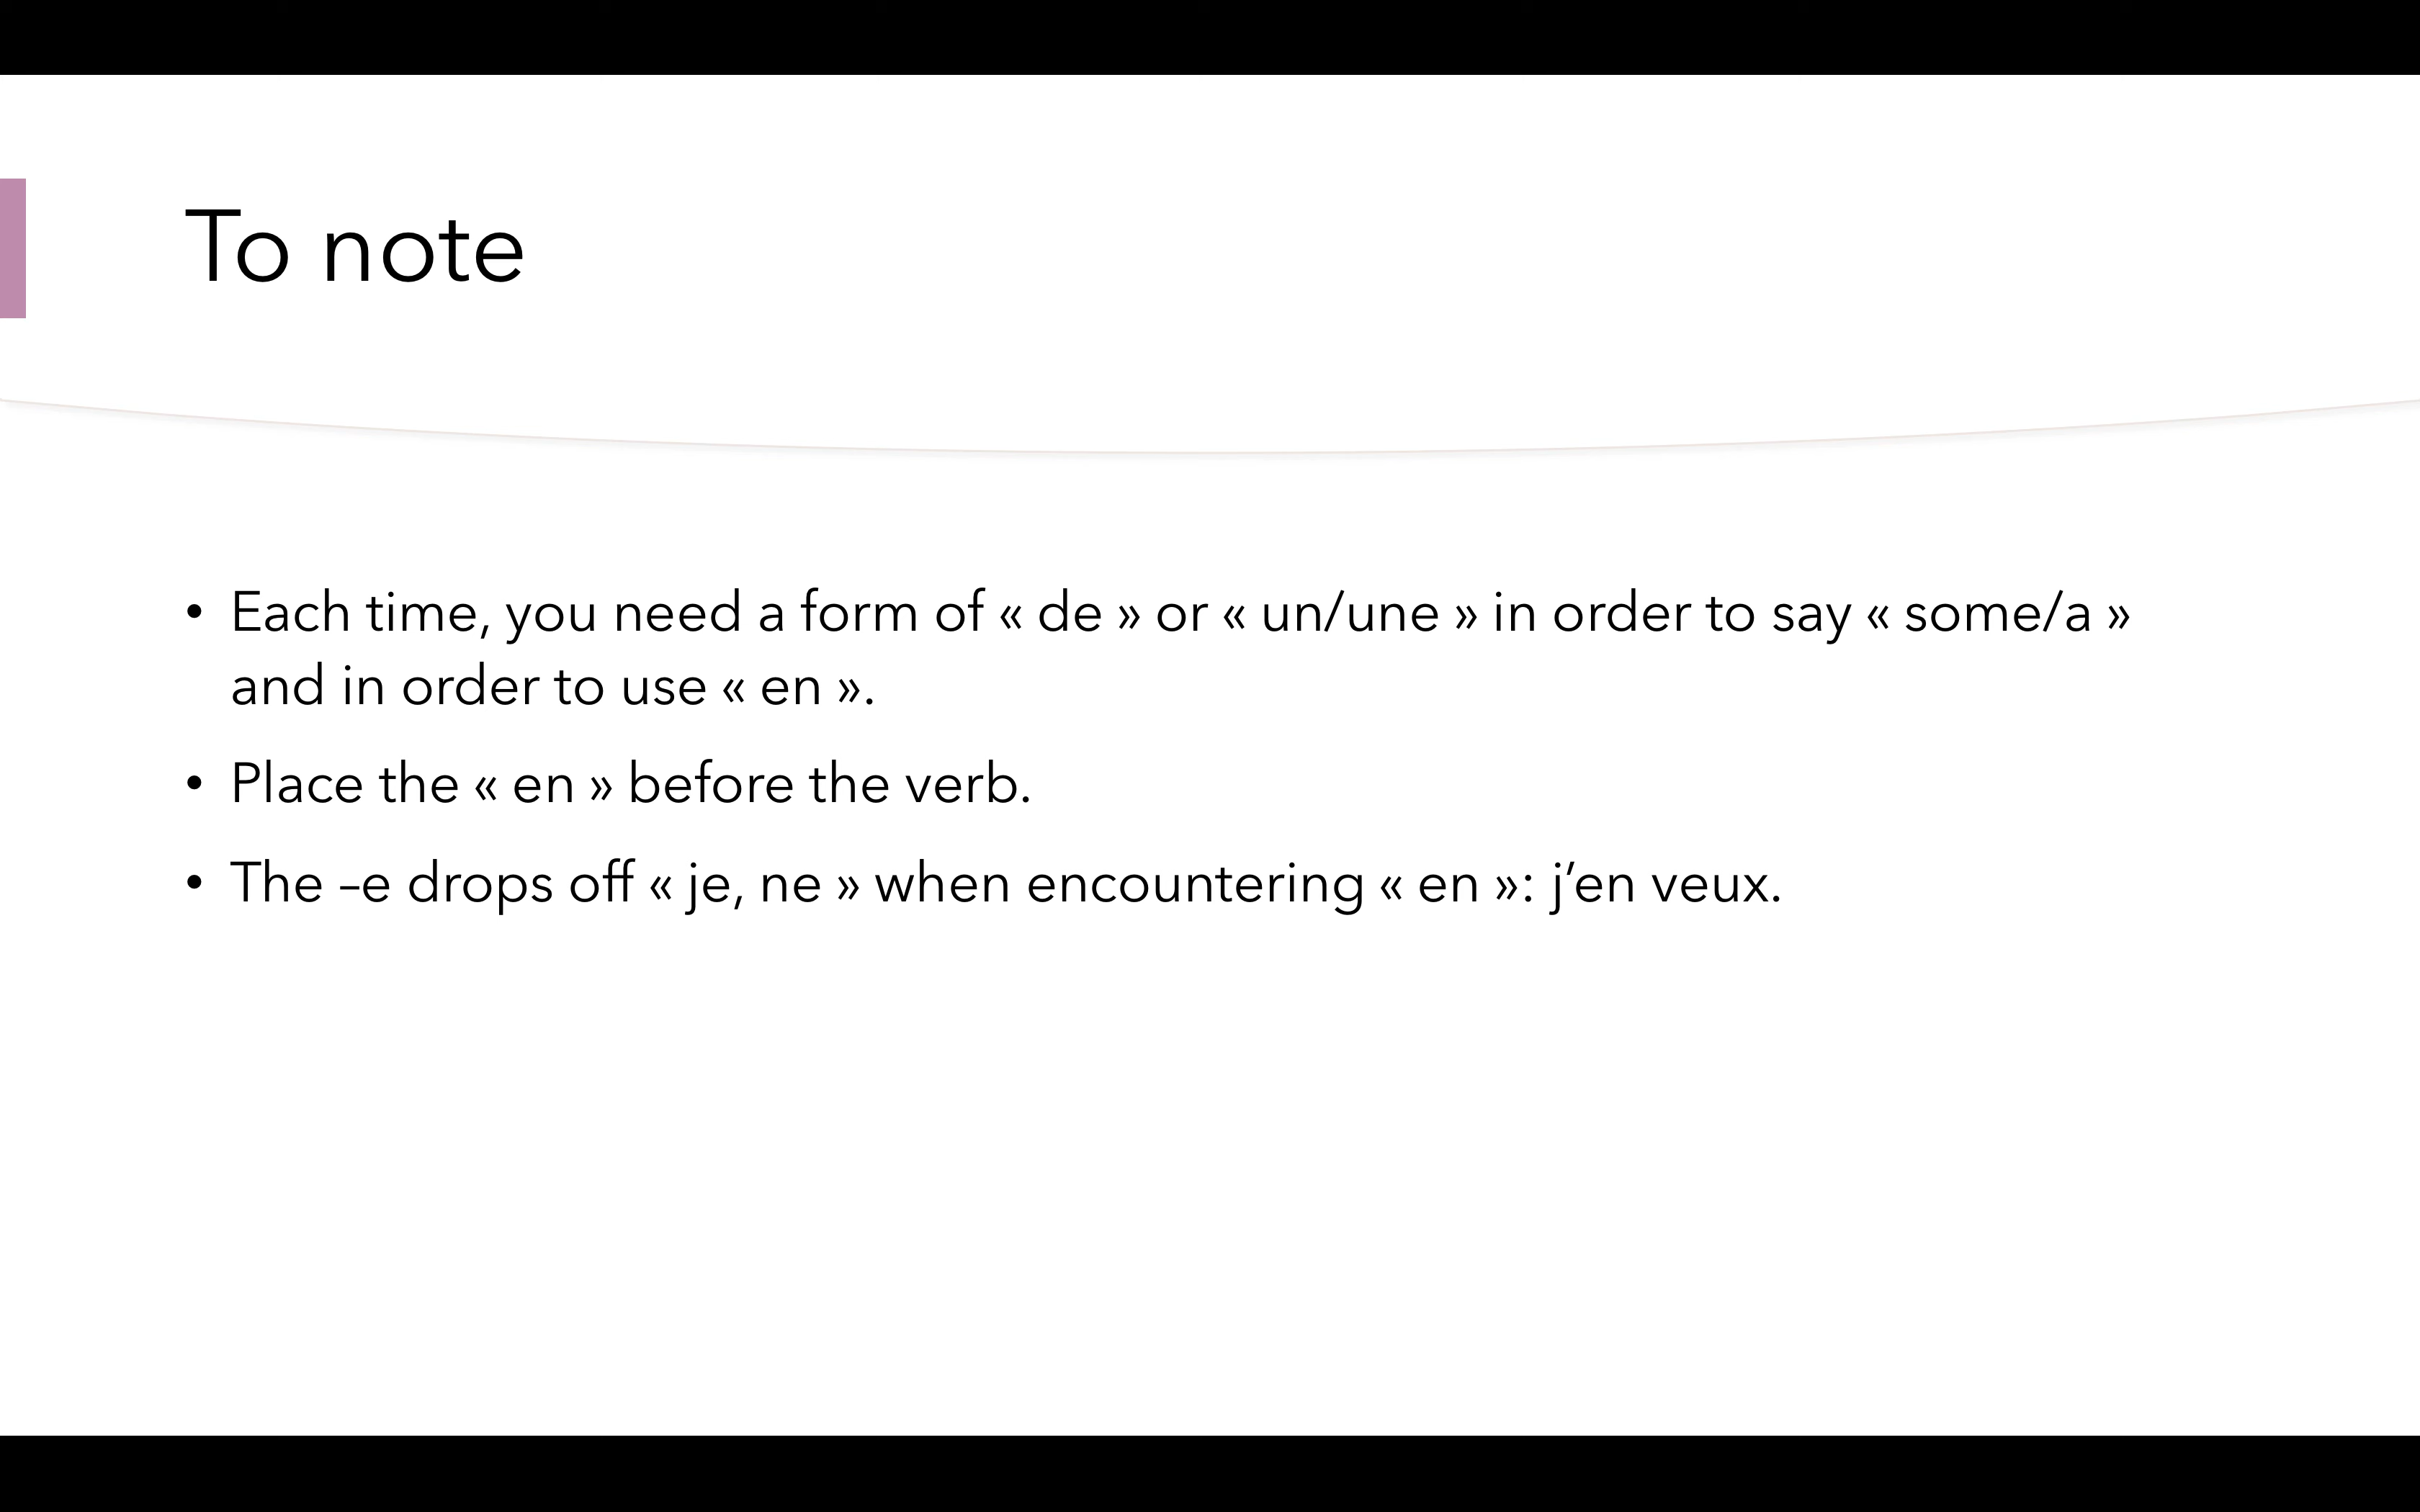 To note
• Each time, you need a form of « de » or « un/une » in order to say « some/a »
and in order to use « en ».
• Place the « en » before the verb.
• The –e drops off « je, ne » when encountering « en »: j’en veux.